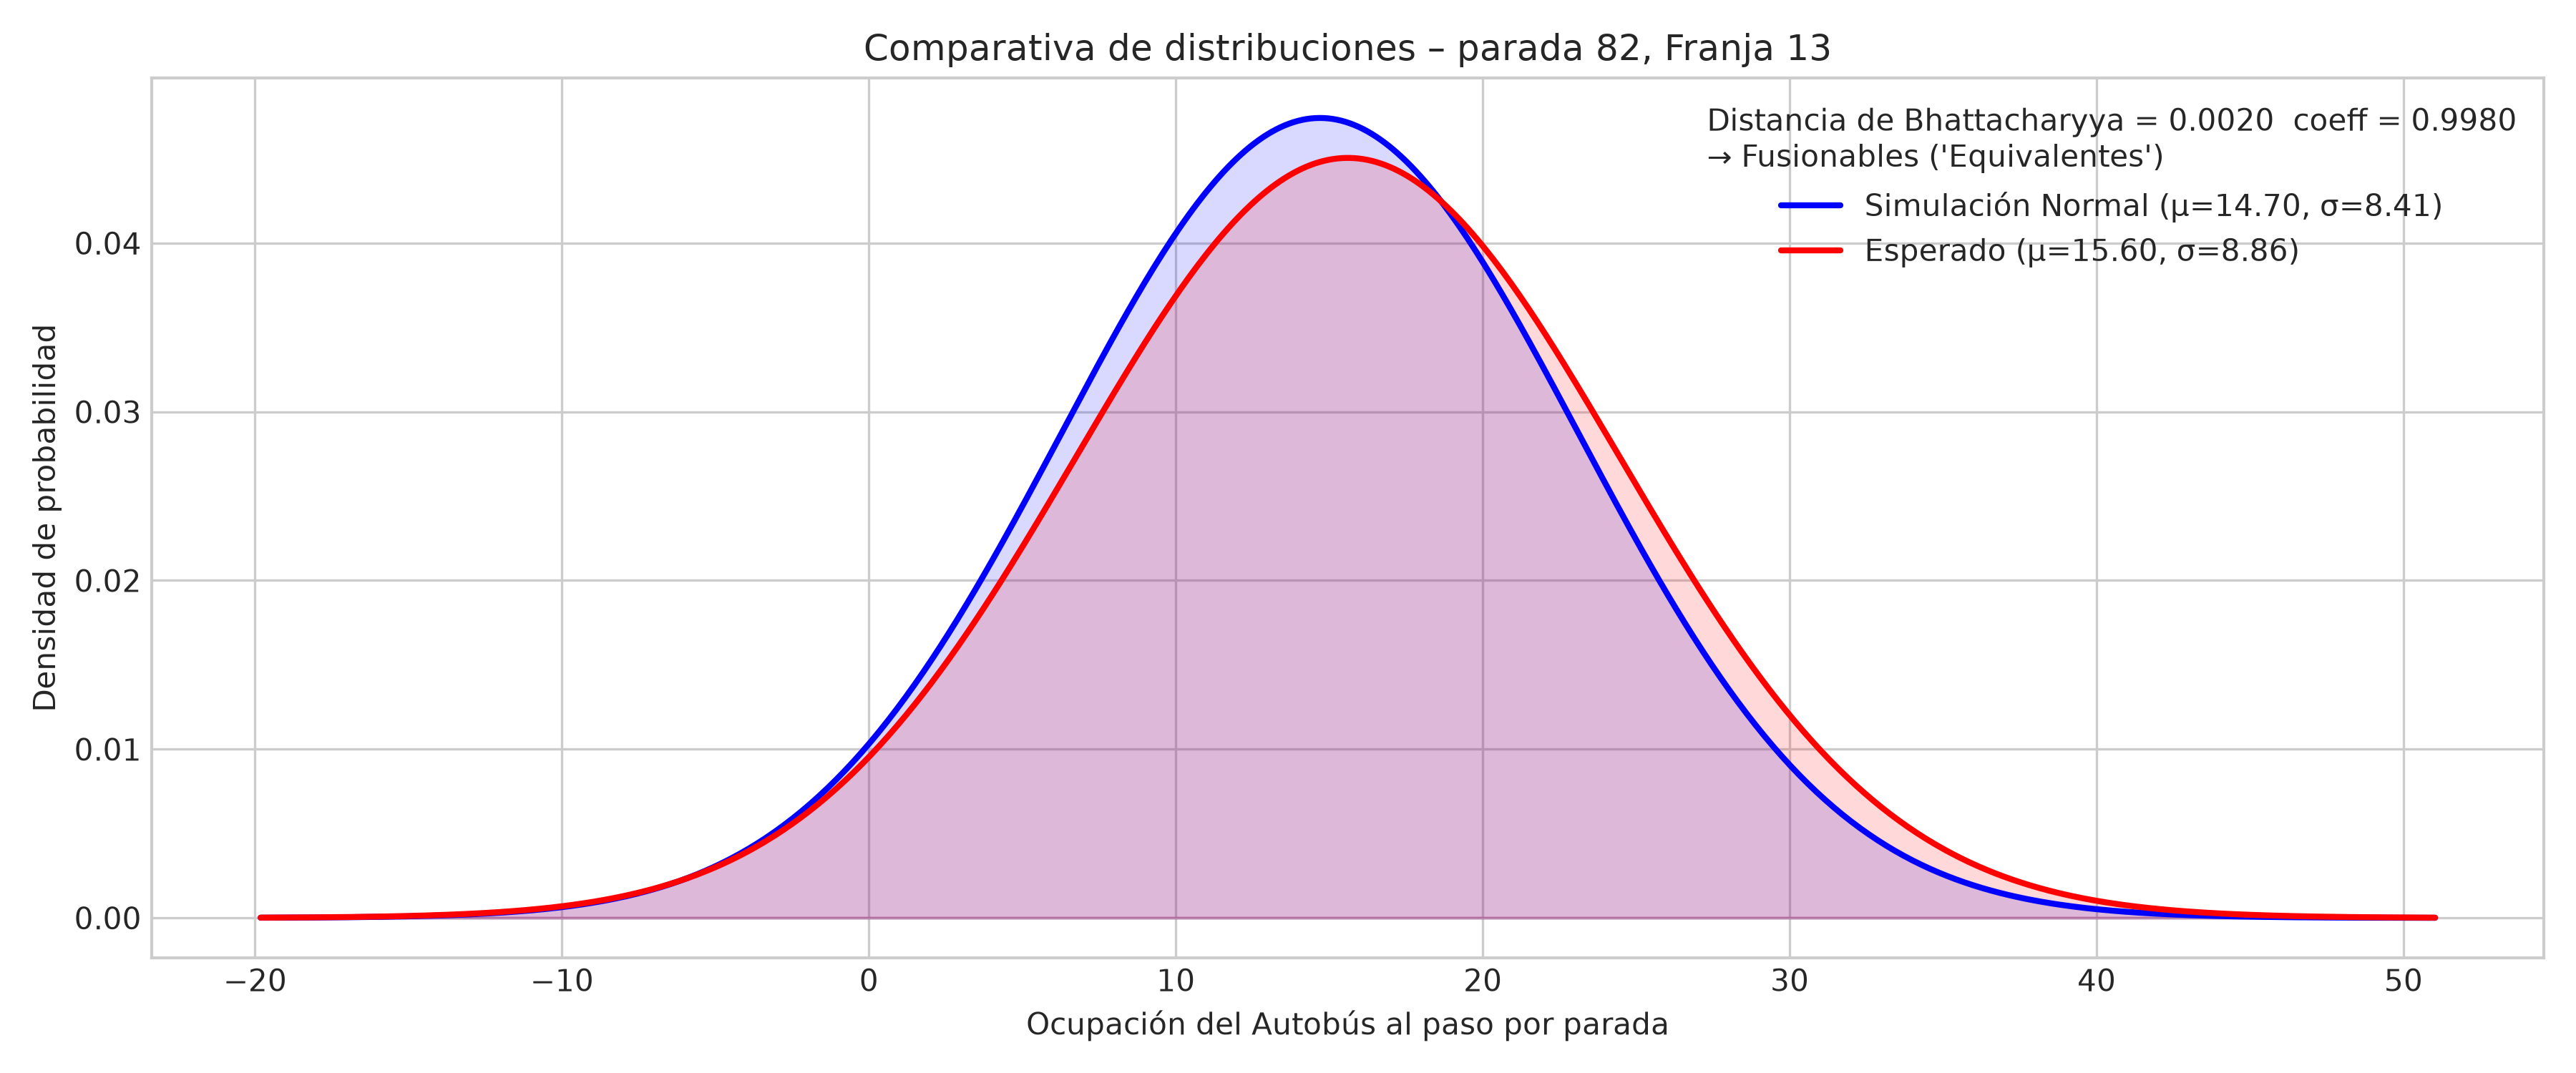 Comparativa de distribuciones – parada 82, Franja 13
Distancia de Bhattacharyya = 0.0020  coeff = 0.9980
→ Fusionables ('Equivalentes')
Simulación Normal (μ=14.70, σ=8.41)
Esperado (μ=15.60, σ=8.86)
Densidad de probabilidad
0.04
0.03
0.02
0.01
0.00
−20 −10 0 10 20 30 40 50
Ocupación del Autobús al paso por parada